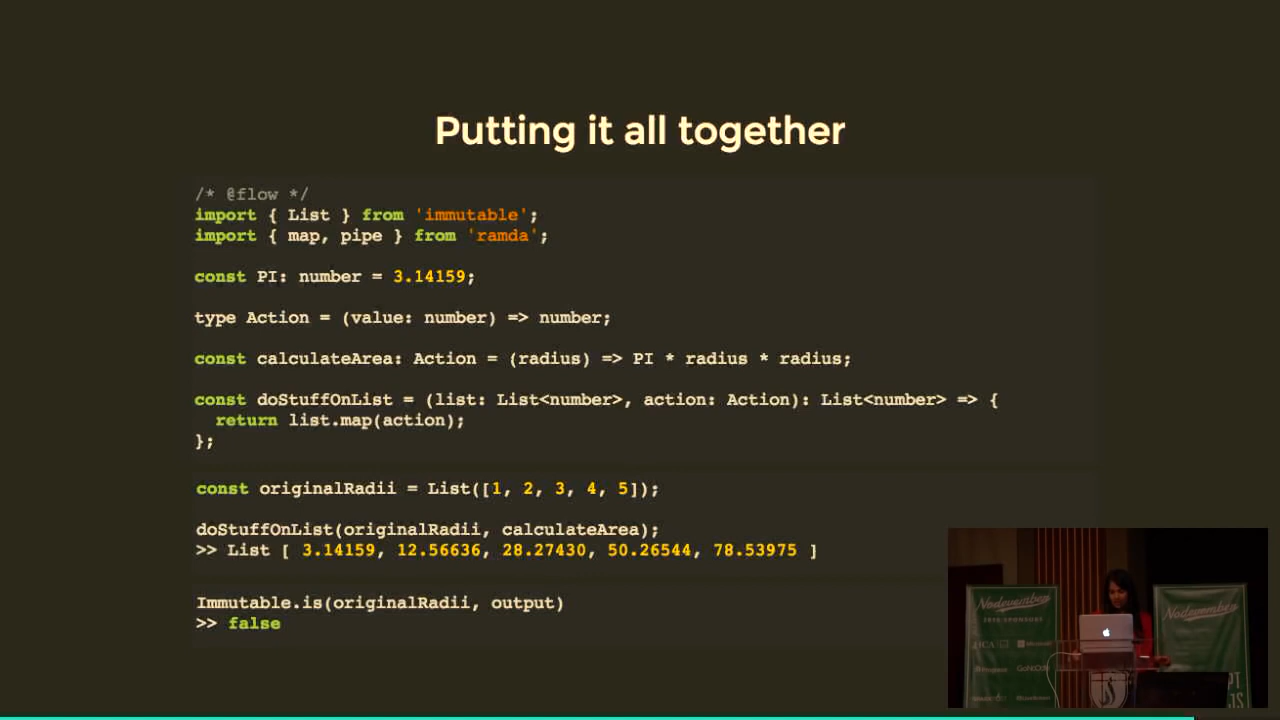 Putting it all together
/* @flow */
import { List } from 'immutable';
import { map, pipe } from 'ramda';
const PI: number = 3.14159;
type Action = (value: number) => number;
const calculateArea: Action = (radius) => PI * radius * radius;
const doStuffOnList = (list: List<number>, action: Action): List<number> => {
return list.map(action);
};
const originalRadii = List([1, 2, 3, 4, 5]);
doStuffOnList(originalRadii, calculateArea);
>> List [ 3.14159, 12.56636, 28.27430, 50.26544, 78.53975 ]
Immutable.is(originalRadii, output)
>> false
Nodevember
Nodevember